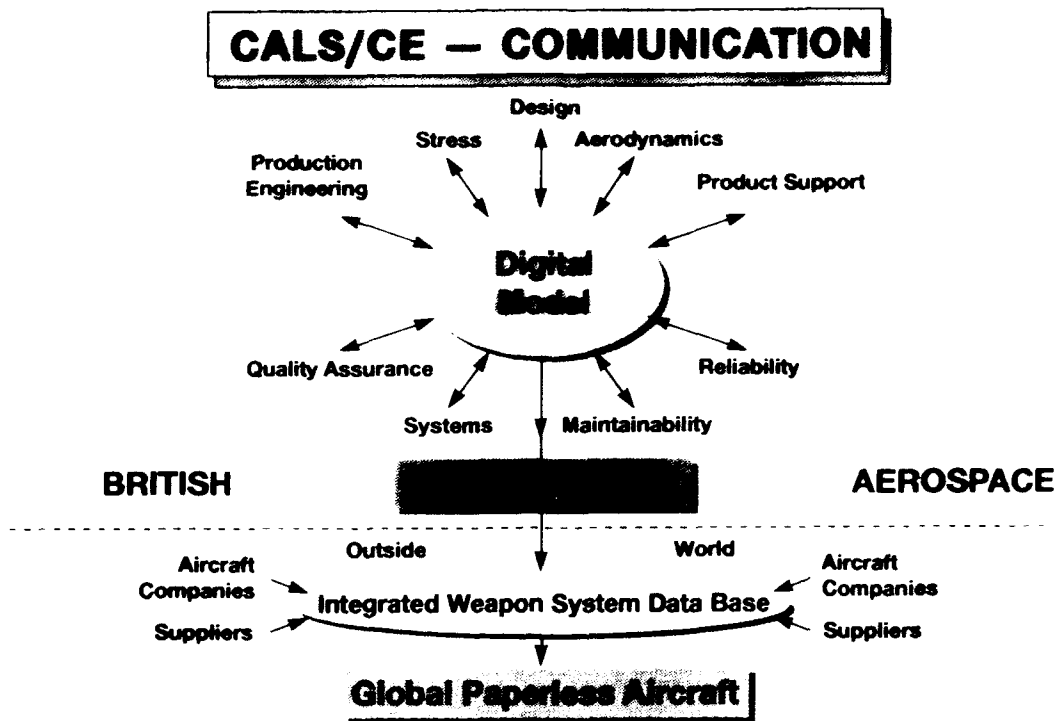 CALS/CE — COMMUNICATION
Design
Stress
Aerodynamics
Production
Engineering
Product Support
Digital
Model
Quality Assurance
Reliability
Systems
Maintainability
BRITISH
AEROSPACE
Outside
World
Aircraft
Companies
Aircraft
Companies
Integrated Weapon System Data Base
Suppliers
Suppliers
Global Paperless Aircraft